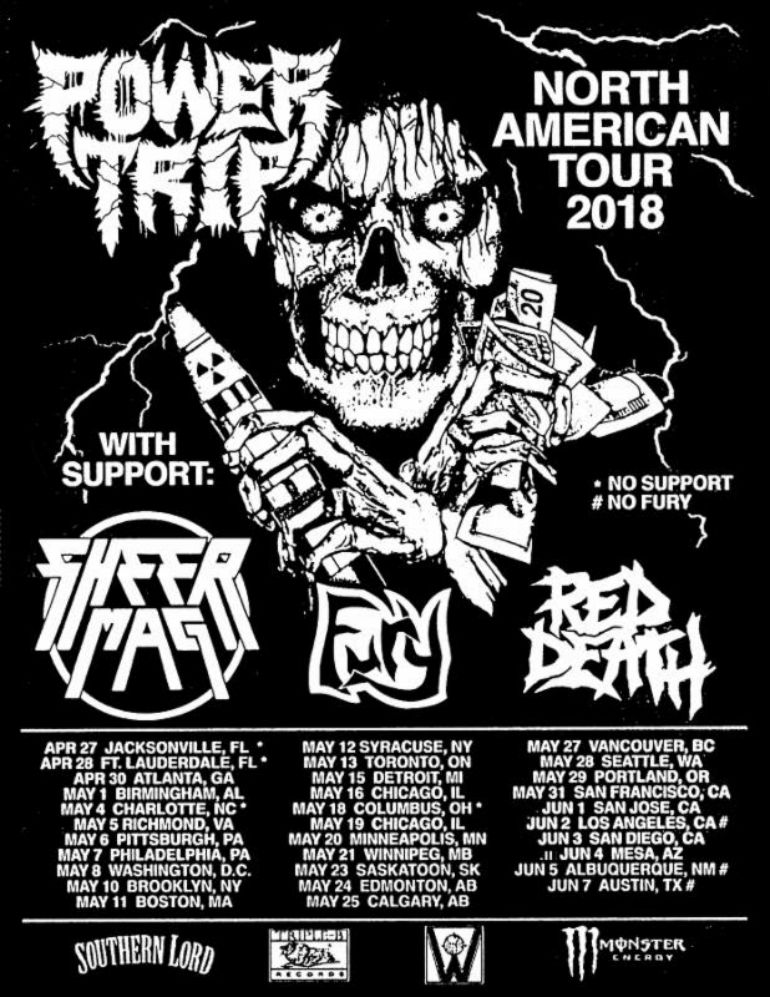 POWER
TRIP
NORTH
AMERICAN
TOUR
2018
20
WITH
SUPPORT:
* NO SUPPORT
# NO FURY
SHEER
MAG
RED
DEATH
APR 27 JACKSONVILLE, FL *
APR 28 FT. LAUDERDALE, FL *
APR 30 ATLANTA, GA
MAY 1 BIRMINGHAM, AL
MAY 4 CHARLOTTE, NC *
MAY 5 RICHMOND, VA
MAY 6 PITTSBURGH, PA
MAY 7 PHILADELPHIA, PA
MAY 8 WASHINGTON, D.C.
MAY 10 BROOKLYN, NY
MAY 11 BOSTON, MA
MAY 12 SYRACUSE, NY
MAY 13 TORONTO, ON
MAY 15 DETROIT, MI
MAY 16 CHICAGO, IL
MAY 18 COLUMBUS, OH *
MAY 19 CHICAGO, IL
MAY 20 MINNEAPOLIS, MN
MAY 21 WINNIPEG, MB
MAY 23 SASKATOON, SK
MAY 24 EDMONTON, AB
MAY 25 CALGARY, AB
MAY 27 VANCOUVER, BC
MAY 28 SEATTLE, WA
MAY 29 PORTLAND, OR
MAY 31 SAN FRANCISCO, CA
JUN 1 SAN JOSE, CA
JUN 2 LOS ANGELES, CA #
JUN 3 SAN DIEGO, CA
JUN 4 MESA, AZ
JUN 5 ALBUQUERQUE, NM #
JUN 7 AUSTIN, TX #
SOUTHERN LORD
TRIPLE-B
RECORDS
W
MONSTER
ENERGY